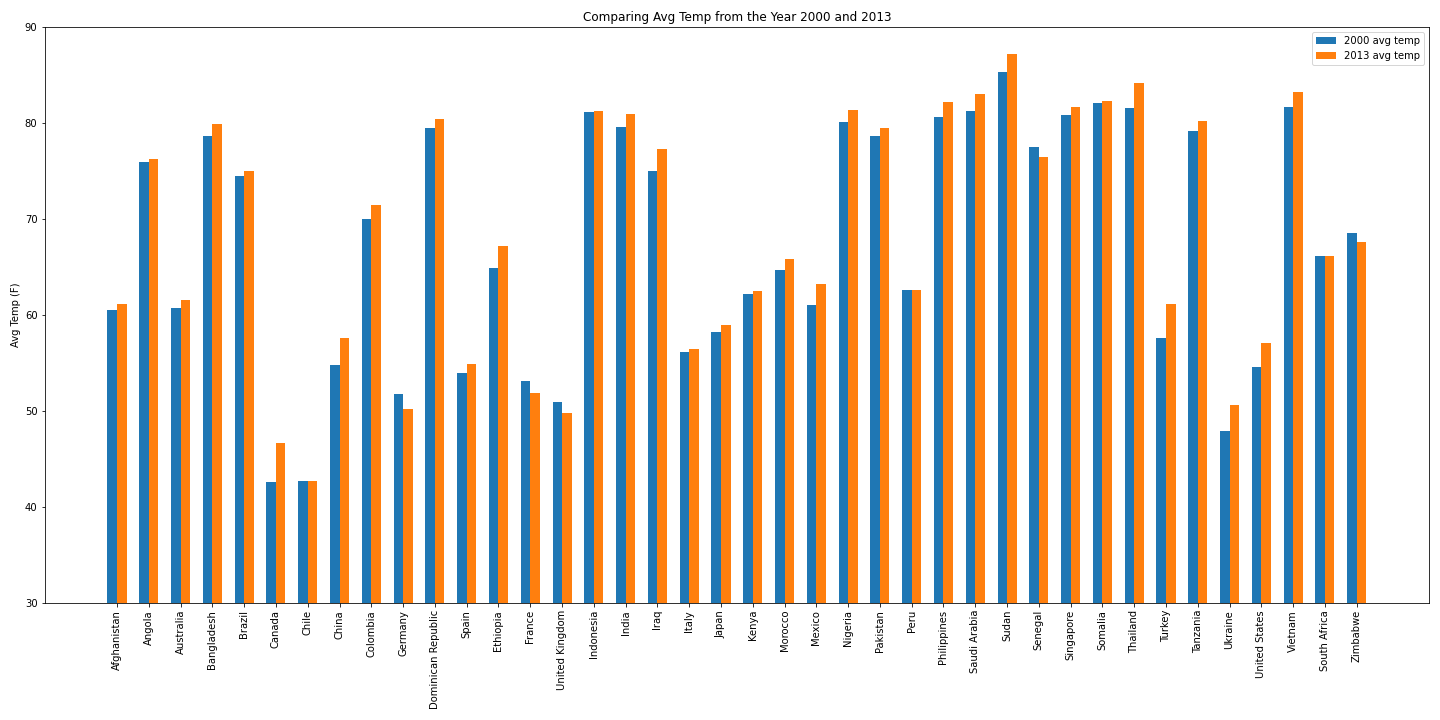 Comparing Avg Temp from the Year 2000 and 2013
2000 avg temp
2013 avg temp
Avg Temp (F)
90
80
70
60
50
40
30
Afghanistan
Angola
Australia
Bangladesh
Brazil
Canada
Chile
China
Colombia
Germany
Dominican Republic
Spain
Ethiopia
France
United Kingdom
Indonesia
India
Iraq
Italy
Japan
Kenya
Morocco
Mexico
Nigeria
Pakistan
Peru
Philippines
Saudi Arabia
Sudan
Senegal
Singapore
Somalia
Thailand
Turkey
Tanzania
Ukraine
United States
Vietnam
South Africa
Zimbabwe